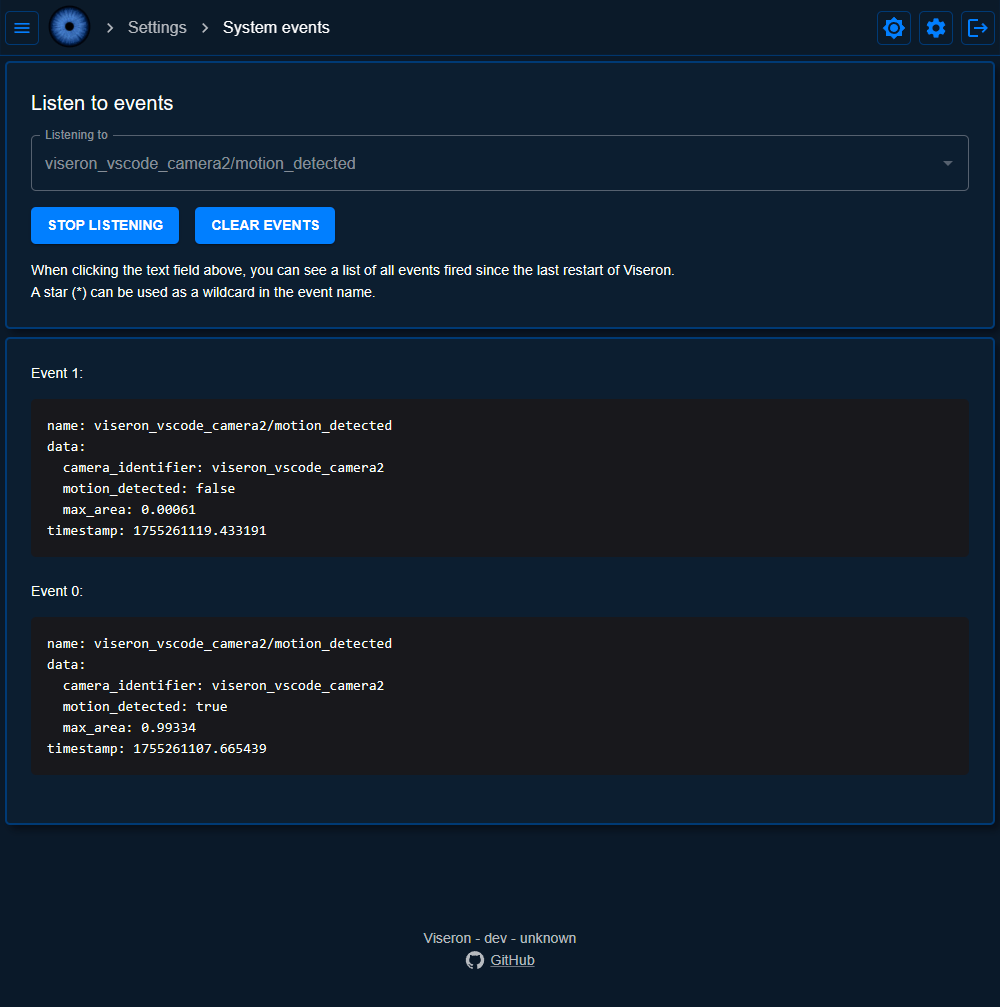 Settings
System events
Listen to events
Listening to
viseron_vscode_camera2/motion_detected
STOP LISTENING
CLEAR EVENTS
When clicking the text field above, you can see a list of all events fired since the last restart of Viseron.
A star (*) can be used as a wildcard in the event name.
Event 1:
name: viseron_vscode_camera2/motion_detected
data:
  camera_identifier: viseron_vscode_camera2
  motion_detected: false
  max_area: 0.00061
timestamp: 1755261119.433191
Event 0:
name: viseron_vscode_camera2/motion_detected
data:
  camera_identifier: viseron_vscode_camera2
  motion_detected: true
  max_area: 0.99334
timestamp: 1755261107.665439
Viseron - dev - unknown
GitHub